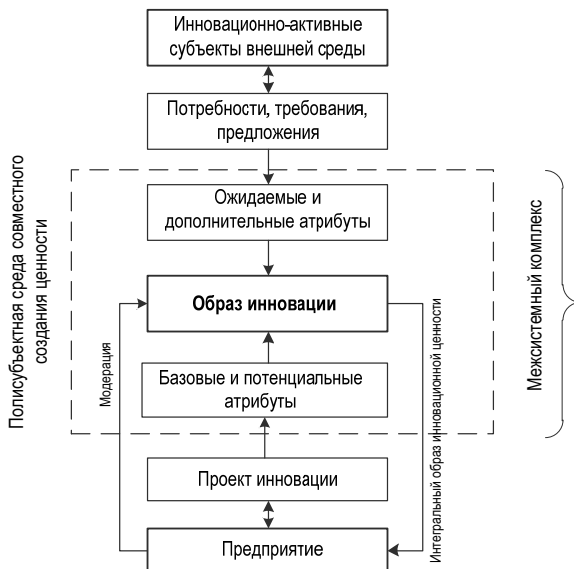 Инновационно-активные
субъекты внешней среды
Потребности, требования,
предложения
Ожидаемые и
дополнительные атрибуты
Образ инновации
Базовые и потенциальные
атрибуты
Проект инновации
Предприятие
Полисубъектная среда совместного
создания ценности
Модерация
Интегральный образ инновационной ценности
Межсистемный комплекс